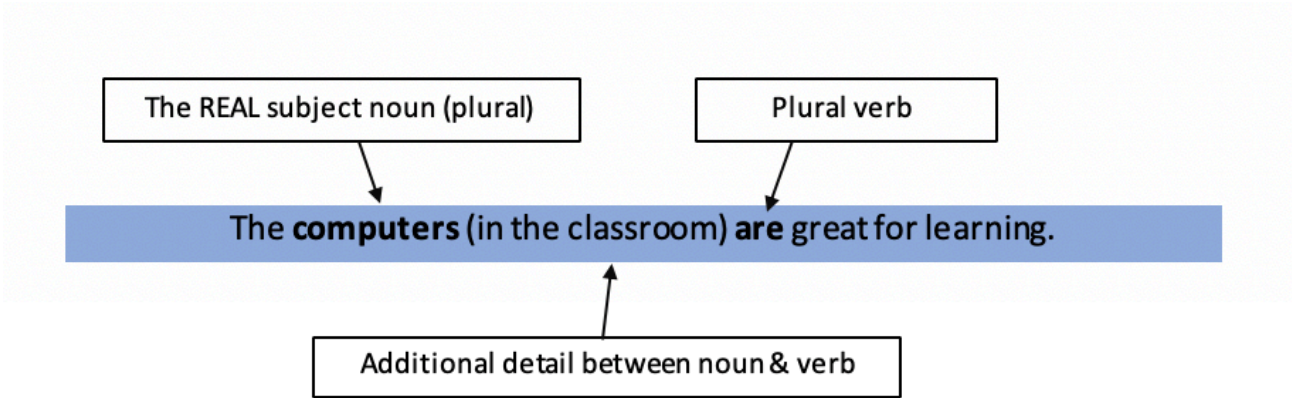 The REAL subject noun (plural)
Plural verb
The computers (in the classroom) are great for learning.
Additional detail between noun & verb